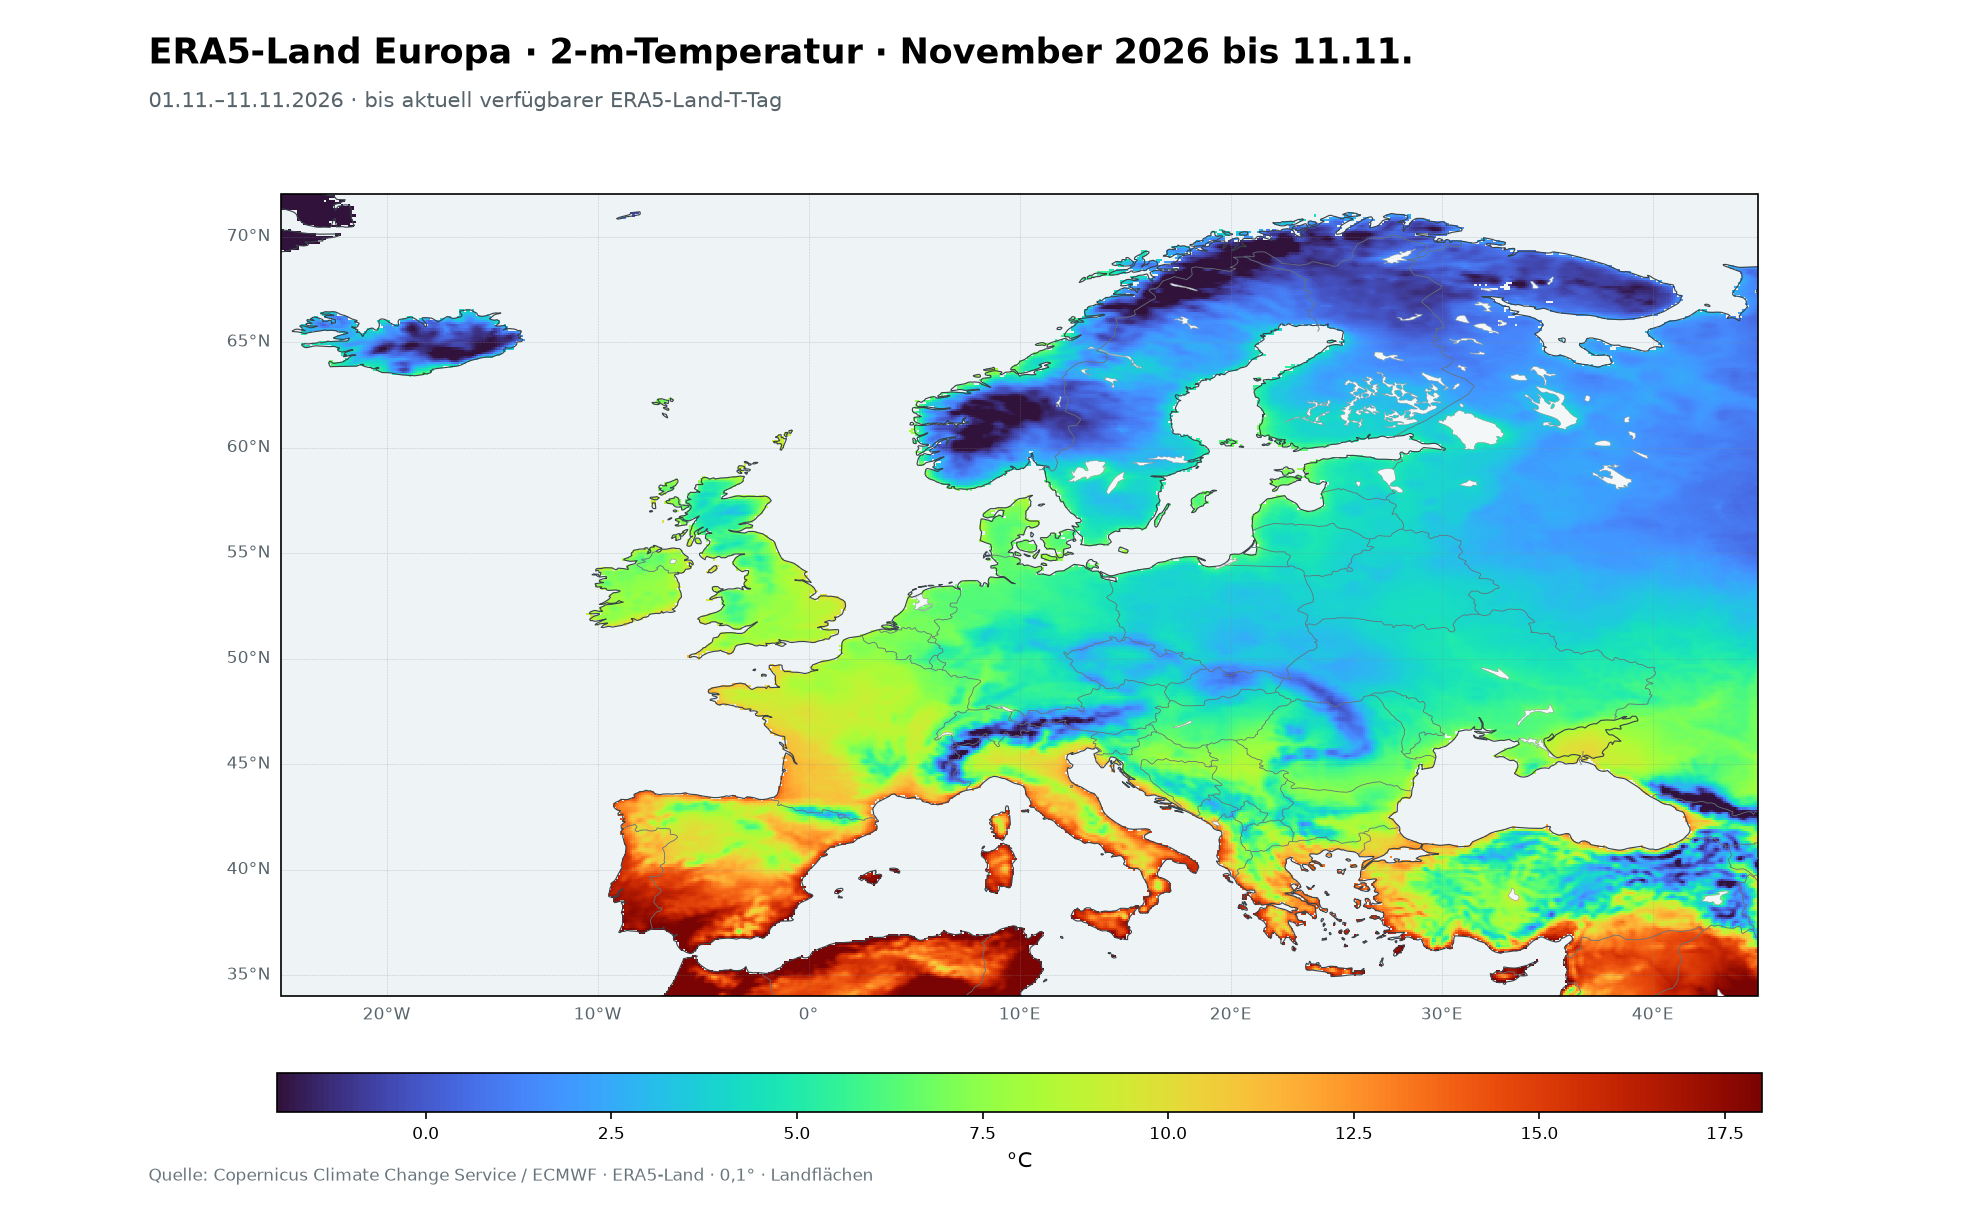 ERA5-Land Europa · 2-m-Temperatur · November 2026 bis 11.11.
01.11.–11.11.2026 · bis aktuell verfügbarer ERA5-Land-T-Tag
70°N
65°N
60°N
55°N
50°N
45°N
40°N
35°N
20°W 10°W 0° 10°E 20°E 30°E 40°E
0.0 2.5 5.0 7.5 10.0 12.5 15.0 17.5
°C
Quelle: Copernicus Climate Change Service / ECMWF · ERA5-Land · 0,1° · Landflächen